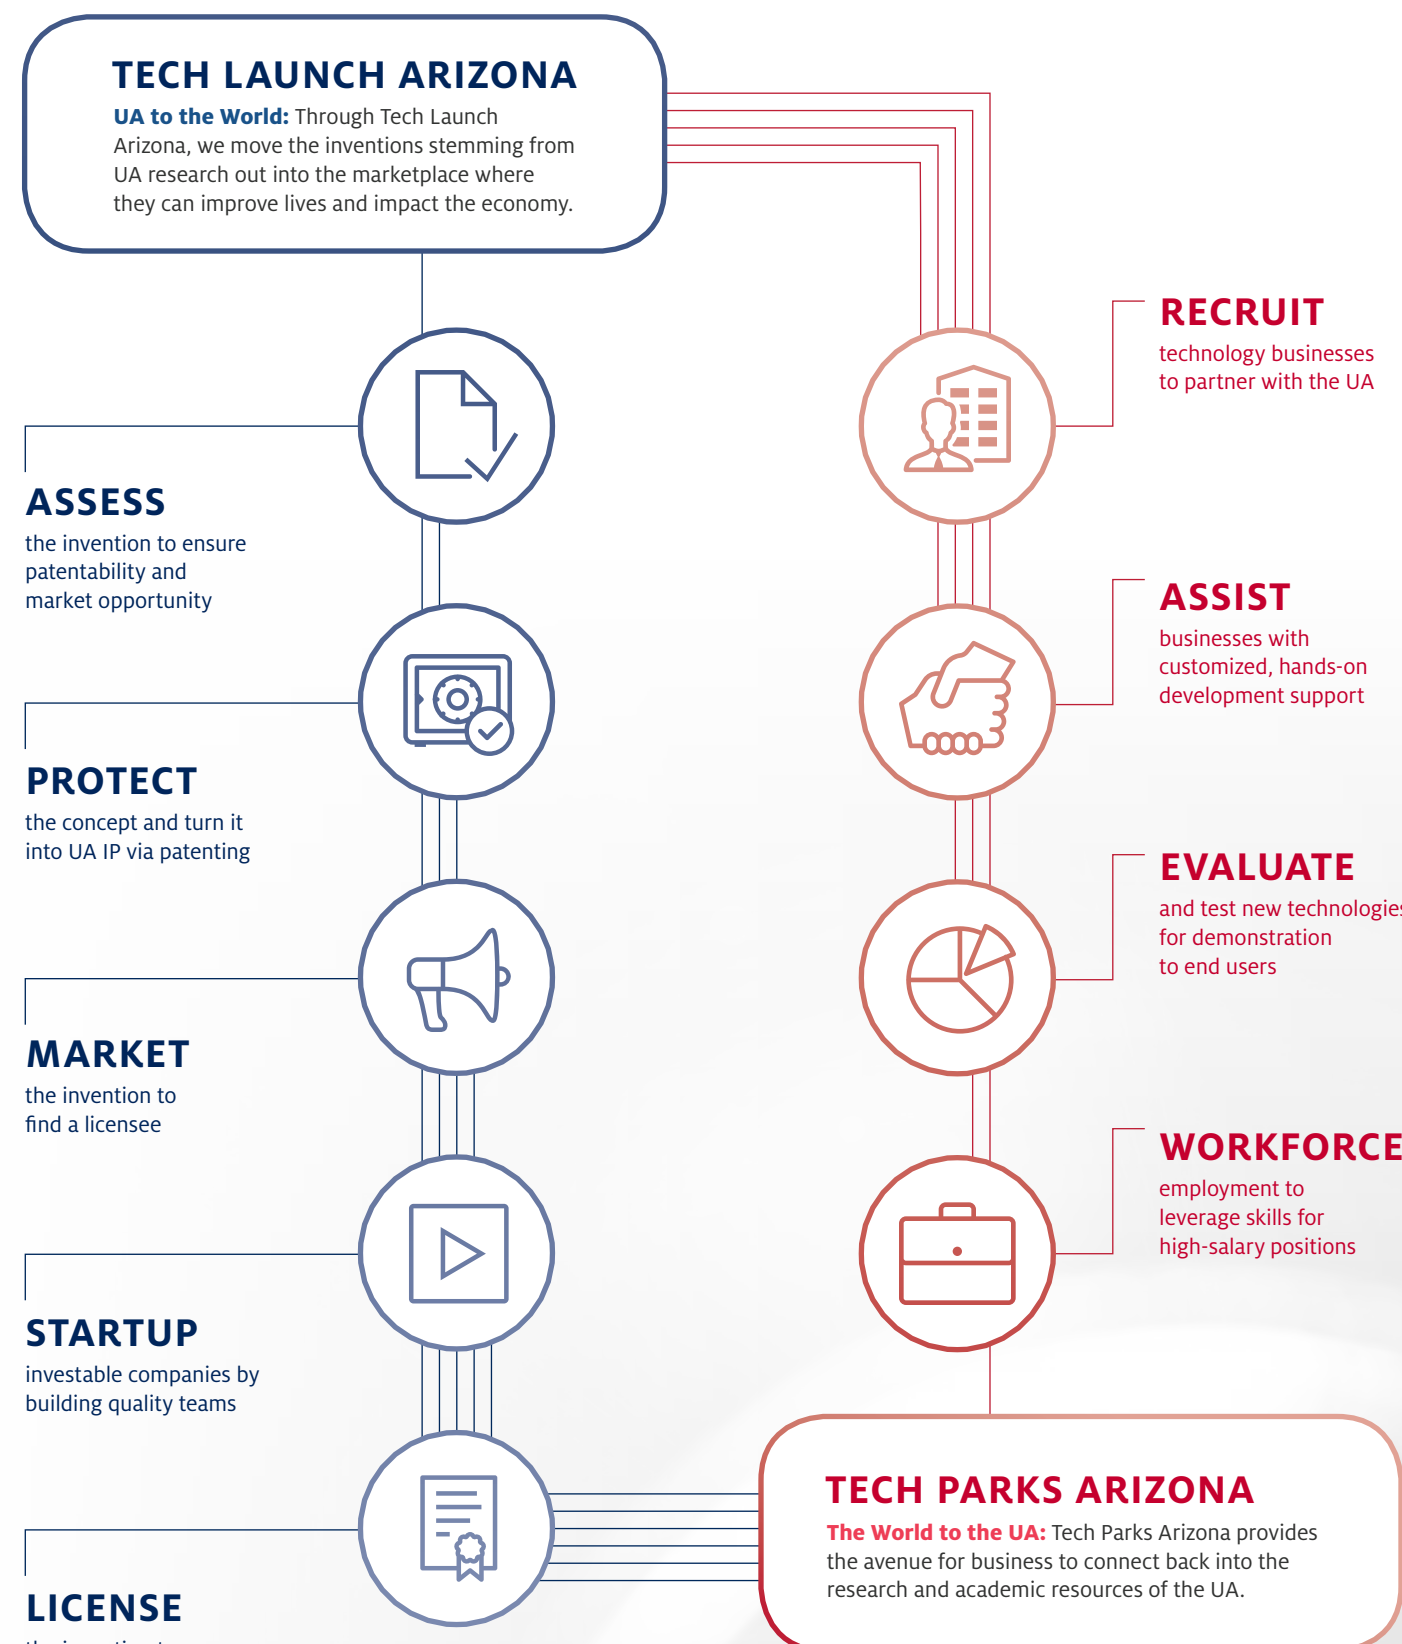 TECH LAUNCH ARIZONA
UA to the World: Through Tech Launch
Arizona, we move the inventions stemming from
UA research out into the marketplace where
they can improve lives and impact the economy.
ASSESS
the invention to ensure
patentability and
market opportunity
PROTECT
the concept and turn it
into UA IP via patenting
MARKET
the invention to
find a licensee
STARTUP
investable companies by
building quality teams
LICENSE
RECRUIT
technology businesses
to partner with the UA
ASSIST
businesses with
customized, hands-on
development support
EVALUATE
and test new technologies
for demonstration
to end users
WORKFORCE
employment to
leverage skills for
high-salary positions
TECH PARKS ARIZONA
The World to the UA: Tech Parks Arizona provides
the avenue for business to connect back into the
research and academic resources of the UA.